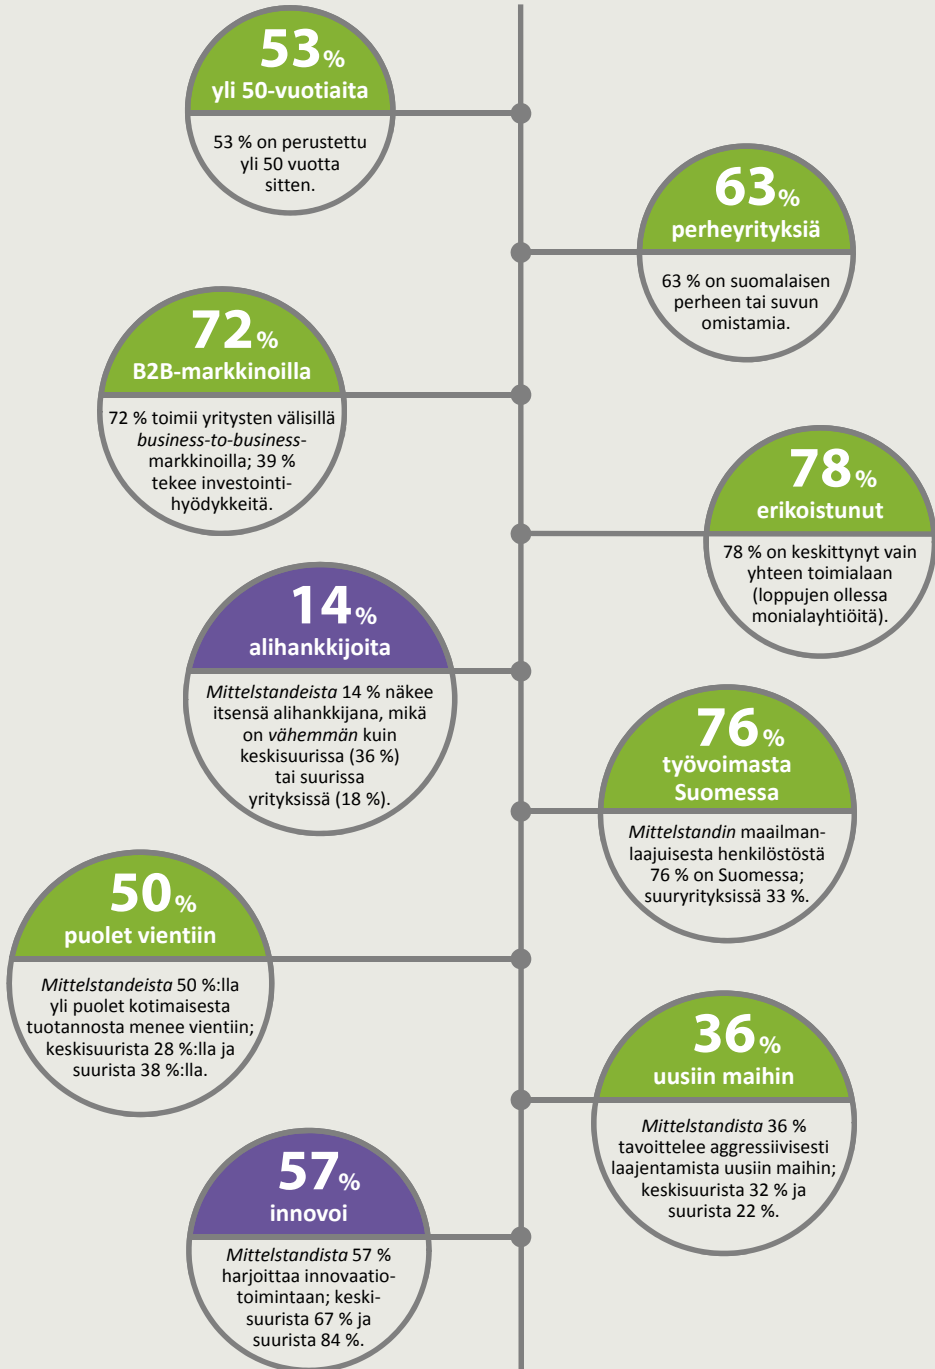 53%
yli 50-vuotiaita
53 % on perustettu
yli 50 vuotta
sitten.
63%
perheyrityksiä
63 % on suomalaisen
perheen tai suvun
omistamia.
72%
B2B-markkinoilla
72 % toimii yritysten välisillä
business-to-business-
markkinoilla; 39 %
tekee investointi-
hyödykkeitä.
78%
erikoistunut
78 % on keskittynyt vain
yhteen toimialaan
(loppujen ollessa
monialayhtiöitä).
14%
alihankkijoita
Mittelstandeista 14 % näkee
itsensä alihankkijana, mikä
on vähemmän kuin
keskisuurissa (36 %)
tai suurissa
yrityksissä (18 %).
76%
työvoimasta
Suomessa
Mittelstandin maailman-
laajuisesta henkilöstöstä
76 % on Suomessa;
suuryrityksissä 33 %.
50%
puolet vientiin
Mittelstandeista 50 %:lla
yli puolet kotimaisesta
tuotannosta menee vientiin;
keskisuurista 28 %:lla ja
suurista 38 %:lla.
36%
uusiin maihin
Mittelstandista 36 %
tavoittelee aggressiivisesti
laajentamista uusiin maihin;
keskisuurista 32 % ja
suurista 22 %.
57%
innovoi
Mittelstandista 57 %
harjoittaa innovaatio-
toimintaan; keski-
suurista 67 % ja
suurista 84 %.